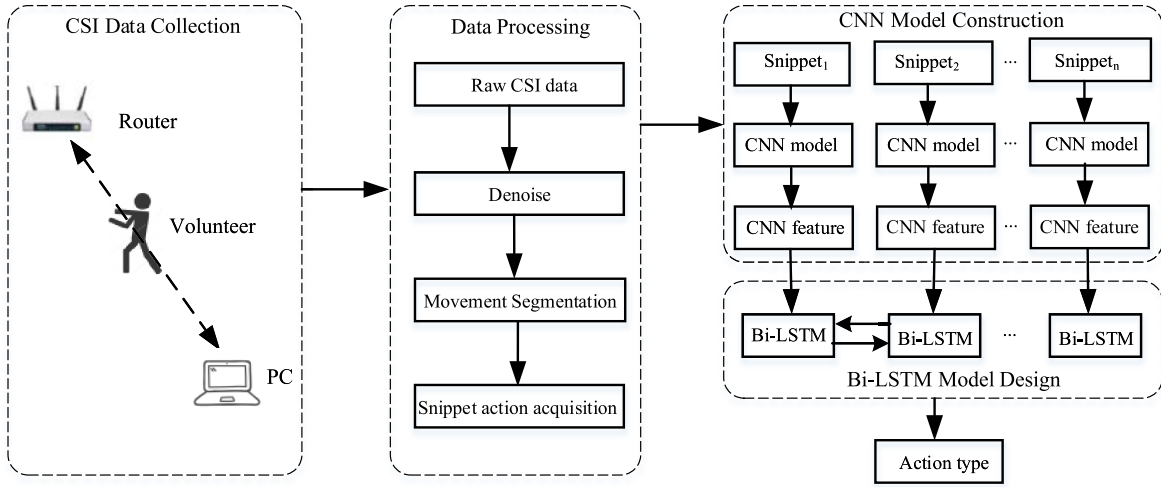 CSI Data Collection
Router
Volunteer
PC
Data Processing
Raw CSI data
Denoise
Movement Segmentation
Snippet action acquisition
CNN Model Construction
Snippet₁ Snippet₂ ... Snippetₙ
CNN model CNN model ... CNN model
CNN feature CNN feature ... CNN feature
Bi-LSTM Bi-LSTM ... Bi-LSTM
Bi-LSTM Model Design
Action type